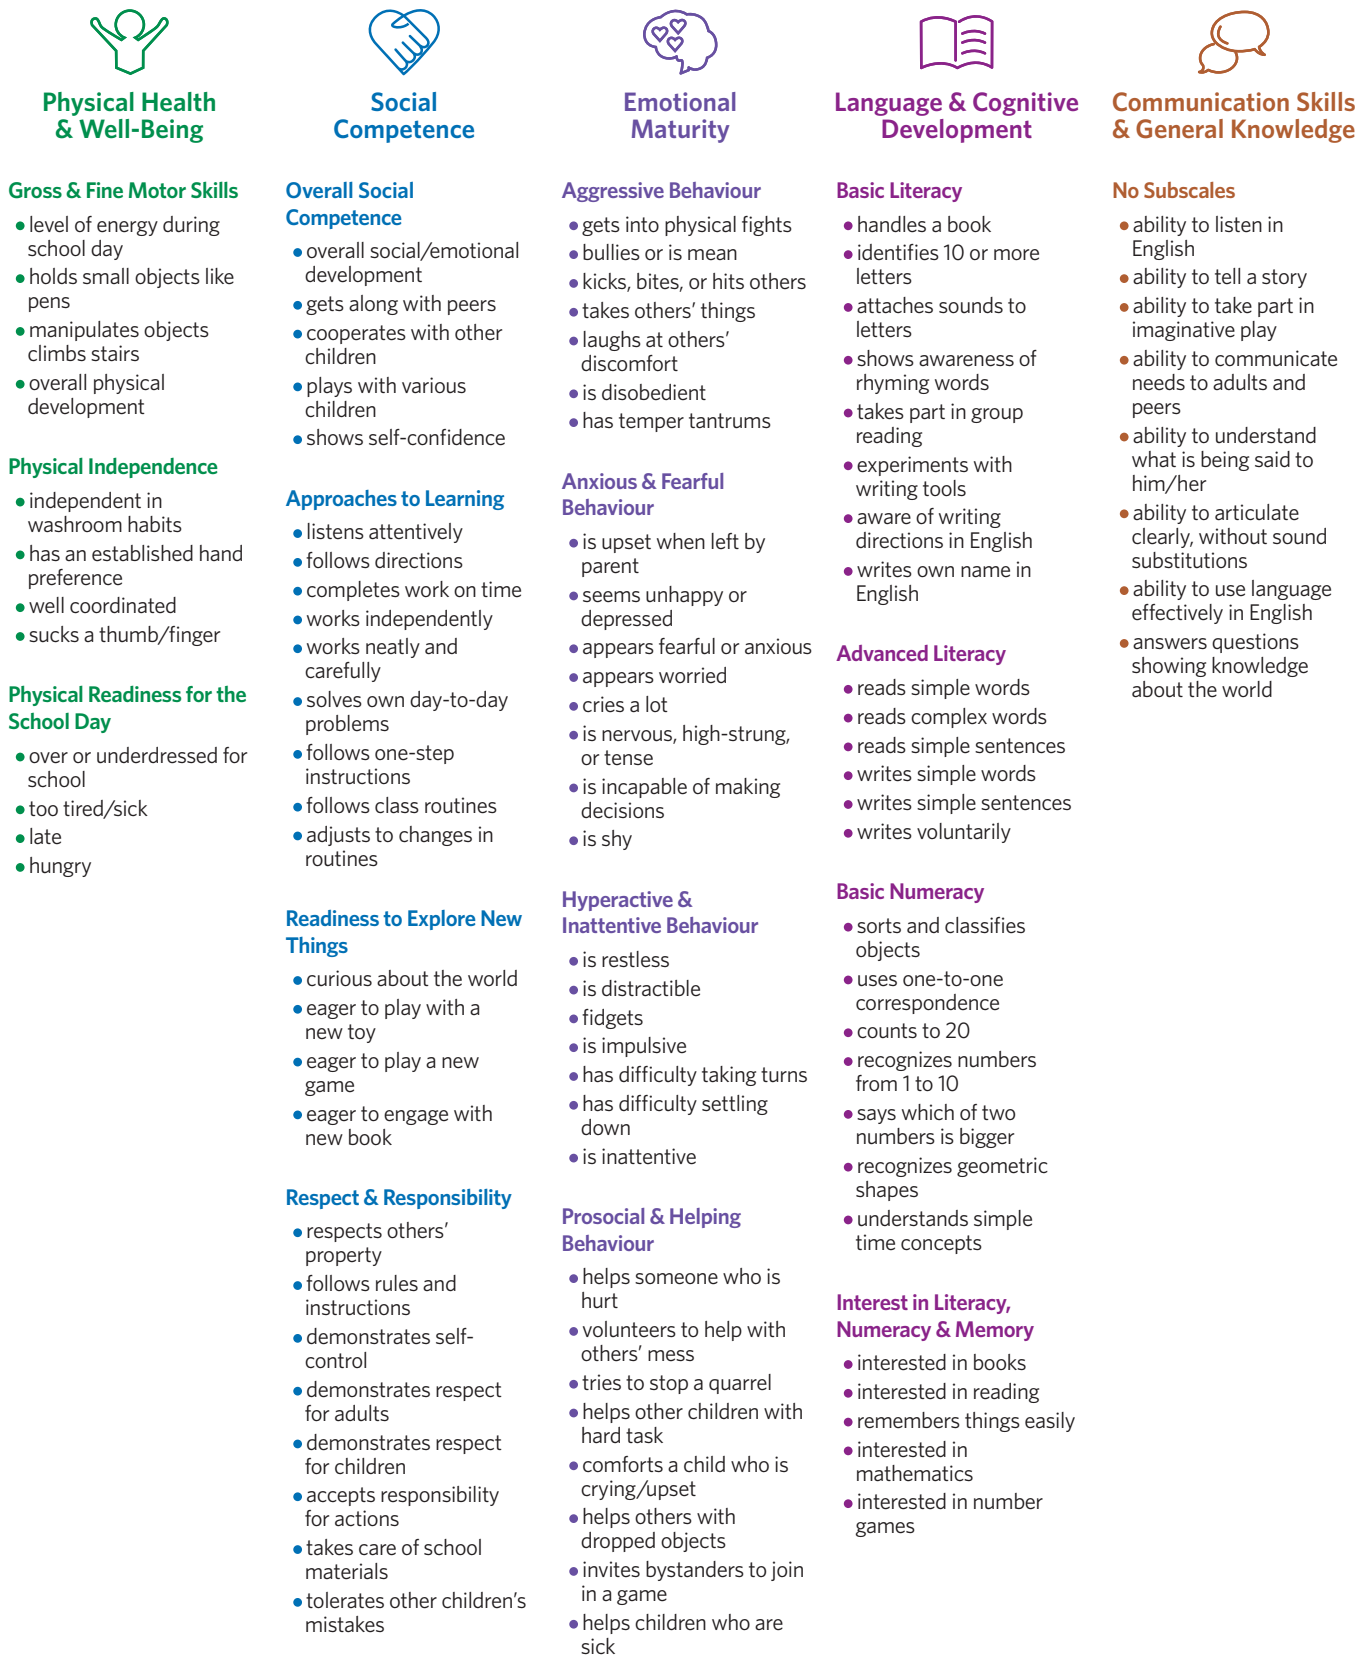 Physical Health
& Well-Being
Gross & Fine Motor Skills
• level of energy during
school day
• holds small objects like
pens
• manipulates objects
climbs stairs
• overall physical
development
Physical Independence
• independent in
washroom habits
• has an established hand
preference
• well coordinated
• sucks a thumb/finger
Physical Readiness for the
School Day
• over or underdressed for
school
• too tired/sick
• late
• hungry
Social
Competence
Overall Social
Competence
• overall social/emotional
development
• gets along with peers
• cooperates with other
children
• plays with various
children
• shows self-confidence
Approaches to Learning
• listens attentively
• follows directions
• completes work on time
• works independently
• works neatly and
carefully
• solves own day-to-day
problems
• follows one-step
instructions
• follows class routines
• adjusts to changes in
routines
Readiness to Explore New
Things
• curious about the world
• eager to play with a
new toy
• eager to play a new
game
• eager to engage with
new book
Respect & Responsibility
• respects others’
property
• follows rules and
instructions
• demonstrates self-
control
• demonstrates respect
for adults
• demonstrates respect
for children
• accepts responsibility
for actions
• takes care of school
materials
• tolerates other children’s
mistakes
Emotional
Maturity
Aggressive Behaviour
• gets into physical fights
• bullies or is mean
• kicks, bites, or hits others
• takes others’ things
• laughs at others’
discomfort
• is disobedient
• has temper tantrums
Anxious & Fearful
Behaviour
• is upset when left by
parent
• seems unhappy or
depressed
• appears fearful or anxious
• appears worried
• cries a lot
• is nervous, high-strung,
or tense
• is incapable of making
decisions
• is shy
Hyperactive &
Inattentive Behaviour
• is restless
• is distractible
• fidgets
• is impulsive
• has difficulty taking turns
• has difficulty settling
down
• is inattentive
Prosocial & Helping
Behaviour
• helps someone who is
hurt
• volunteers to help with
others’ mess
• tries to stop a quarrel
• helps other children with
hard task
• comforts a child who is
crying/upset
• helps others with
dropped objects
• invites bystanders to join
in a game
• helps children who are
sick
Language & Cognitive
Development
Basic Literacy
• handles a book
• identifies 10 or more
letters
• attaches sounds to
letters
• shows awareness of
rhyming words
• takes part in group
reading
• experiments with
writing tools
• aware of writing
directions in English
• writes own name in
English
Advanced Literacy
• reads simple words
• reads complex words
• reads simple sentences
• writes simple words
• writes simple sentences
• writes voluntarily
Basic Numeracy
• sorts and classifies
objects
• uses one-to-one
correspondence
• counts to 20
• recognizes numbers
from 1 to 10
• says which of two
numbers is bigger
• recognizes geometric
shapes
• understands simple
time concepts
Interest in Literacy,
Numeracy & Memory
• interested in books
• interested in reading
• remembers things easily
• interested in
mathematics
• interested in number
games
Communication Skills
& General Knowledge
No Subscales
• ability to listen in
English
• ability to tell a story
• ability to take part in
imaginative play
• ability to communicate
needs to adults and
peers
• ability to understand
what is being said to
him/her
• ability to articulate
clearly, without sound
substitutions
• ability to use language
effectively in English
• answers questions
showing knowledge
about the world